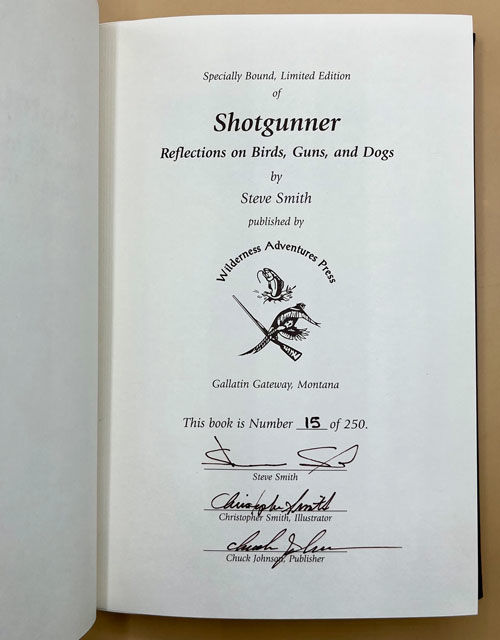 Specially Bound, Limited Edition
of
Shotgunner
Reflections on Birds, Guns, and Dogs
by
Steve Smith
published by
Wilderness Adventures Press
Gallatin Gateway, Montana
This book is Number 15 of 250.
Steve Smith
Christopher Smith
Christopher Smith, Illustrator
Chuck Johnson, Publisher